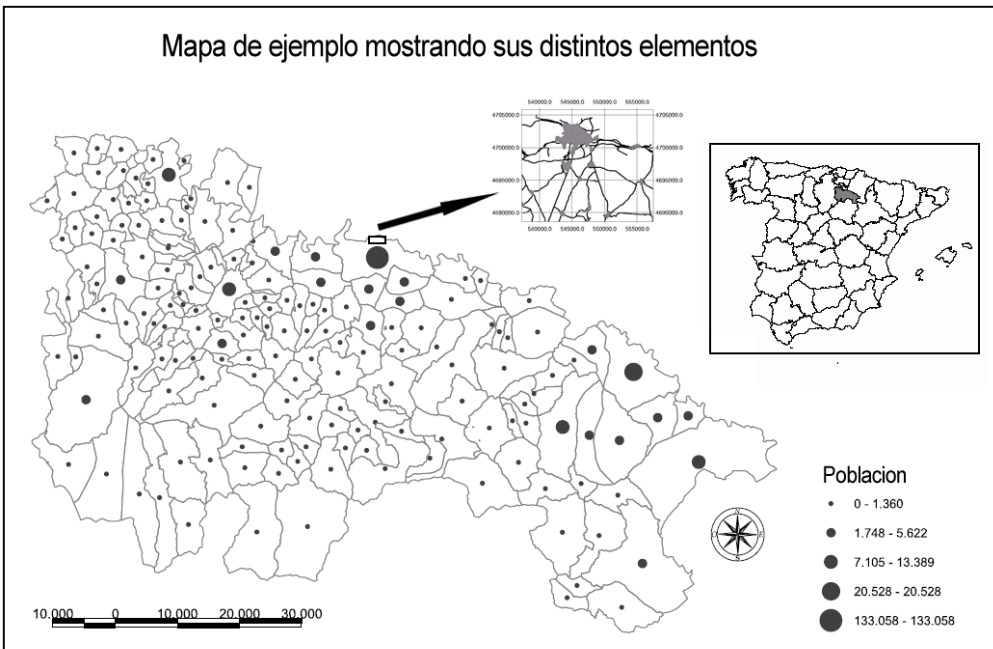 Mapa de ejemplo mostrando sus distintos elementos
540000.0 545000.0 550000.0 555000.0
4705000.0 4705000.0
4700000.0 4700000.0
4695000.0 4695000.0
4690000.0 4690000.0
540000.0 545000.0 550000.0 555000.0
Poblacion
0 - 1.360
1.748 - 5.622
7.105 - 13.389
20.528 - 20.528
133.058 - 133.058
N
O E
S
10.000 0 10.000 20.000 30.000